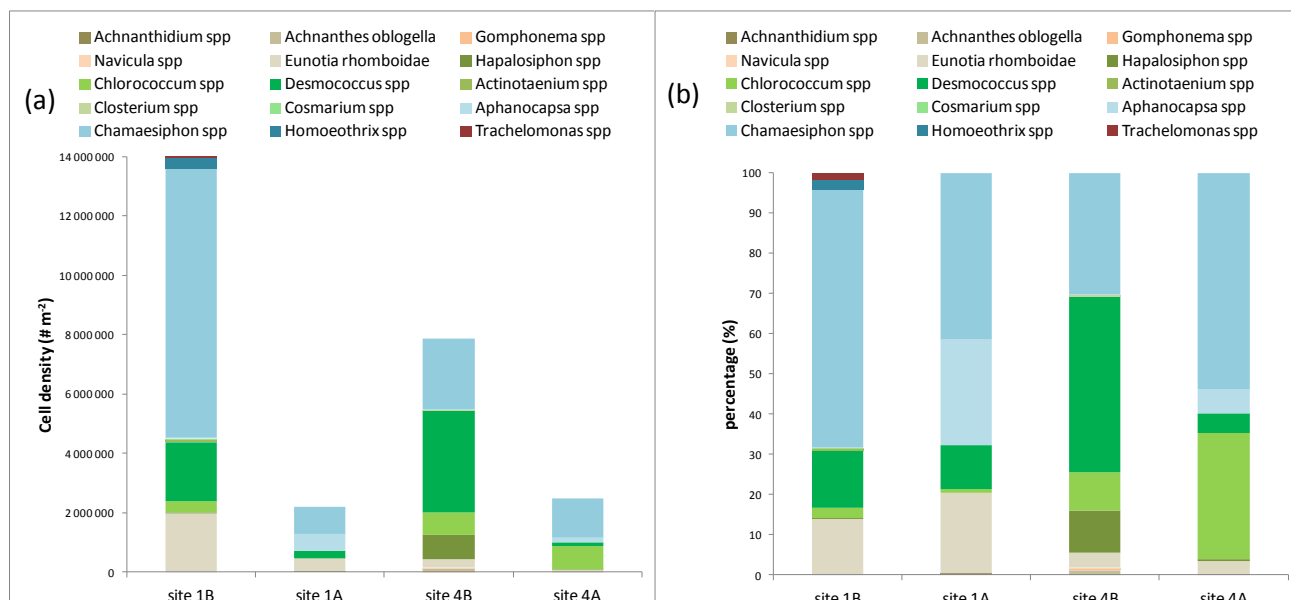 Achnanthidium spp Achnanthes oblogella Gomphonema spp
Navicula spp Eunotia rhomboidae Hapalosiphon spp
Chlorococcum spp Desmococcus spp Actinotaenium spp
Closterium spp Cosmarium spp Aphanocapsa spp
Chamaesiphon spp Homoeothrix spp Trachelomonas spp
(a)
Cell density (# m⁻²)
14 000 000
12 000 000
10 000 000
8 000 000
6 000 000
4 000 000
2 000 000
0
site 1B site 1A site 4B site 4A
Achnanthidium spp Achnanthes oblogella Gomphonema spp
Navicula spp Eunotia rhomboidae Hapalosiphon spp
Chlorococcum spp Desmococcus spp Actinotaenium spp
Closterium spp Cosmarium spp Aphanocapsa spp
Chamaesiphon spp Homoeothrix spp Trachelomonas spp
(b)
percentage (%)
100
90
80
70
60
50
40
30
20
10
0
site 1B site 1A site 4B site 4A